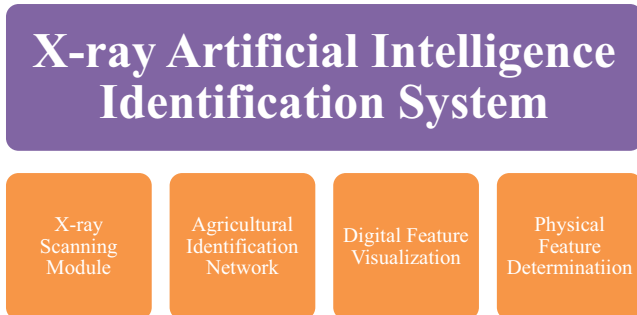 X-ray Artificial Intelligence
Identification System
X-ray
Scanning
Module
Agricultural
Identification
Network
Digital Feature
Visualization
Physical
Feature
Determinatiion